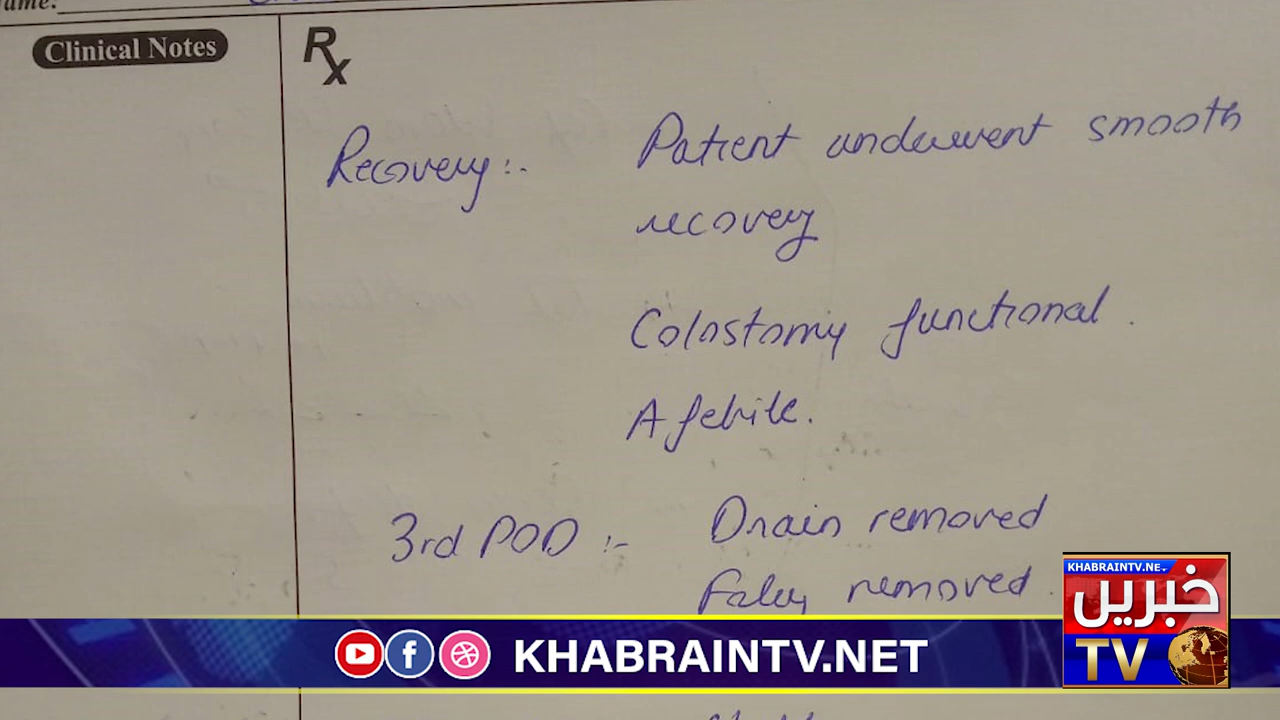 Name:
Clinical Notes
Rx
Recovery:- Patient underwent smooth
recovery
Colostomy functional.
Afebrile.
3rd POD :- Drain removed
Foley removed.
KHABRAINTV.NET
خبریں
TV
KHABRAINTV.NET